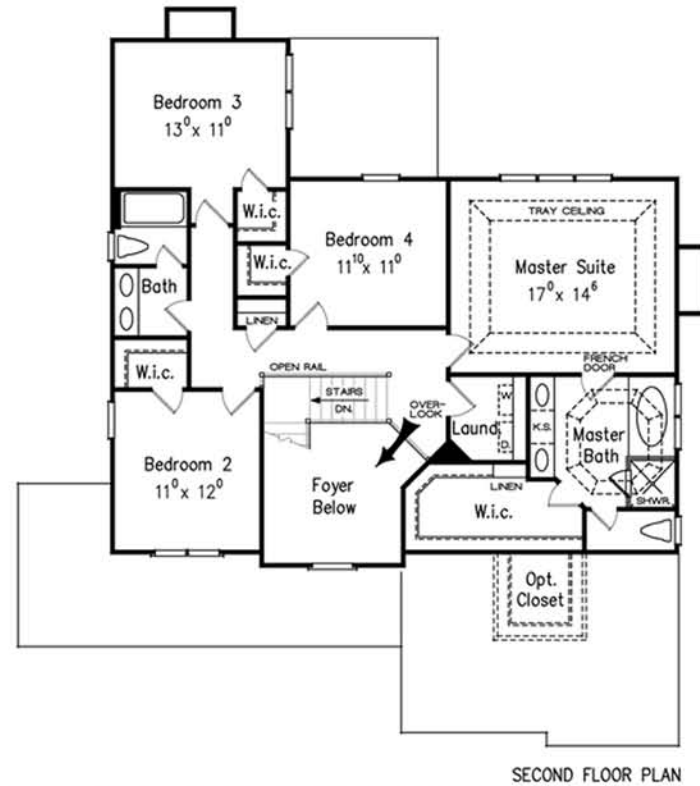 Bedroom 3
13⁰ x 11⁰
W.i.c.
TRAY CEILING
Bedroom 4
11¹⁰ x 11⁰
Master Suite
17⁰ x 14⁶
W.i.c.
Bath
LINEN
FRENCH
DOOR
W.i.c.
OPEN RAIL
STAIRS
DN.
OVER-
LOOK
W
Laund.
D.
K.S.
Master
Bath
Bedroom 2
11⁰ x 12⁰
Foyer
Below
LINEN
W.i.c.
SHWR.
Opt.
Closet
SECOND FLOOR PLAN